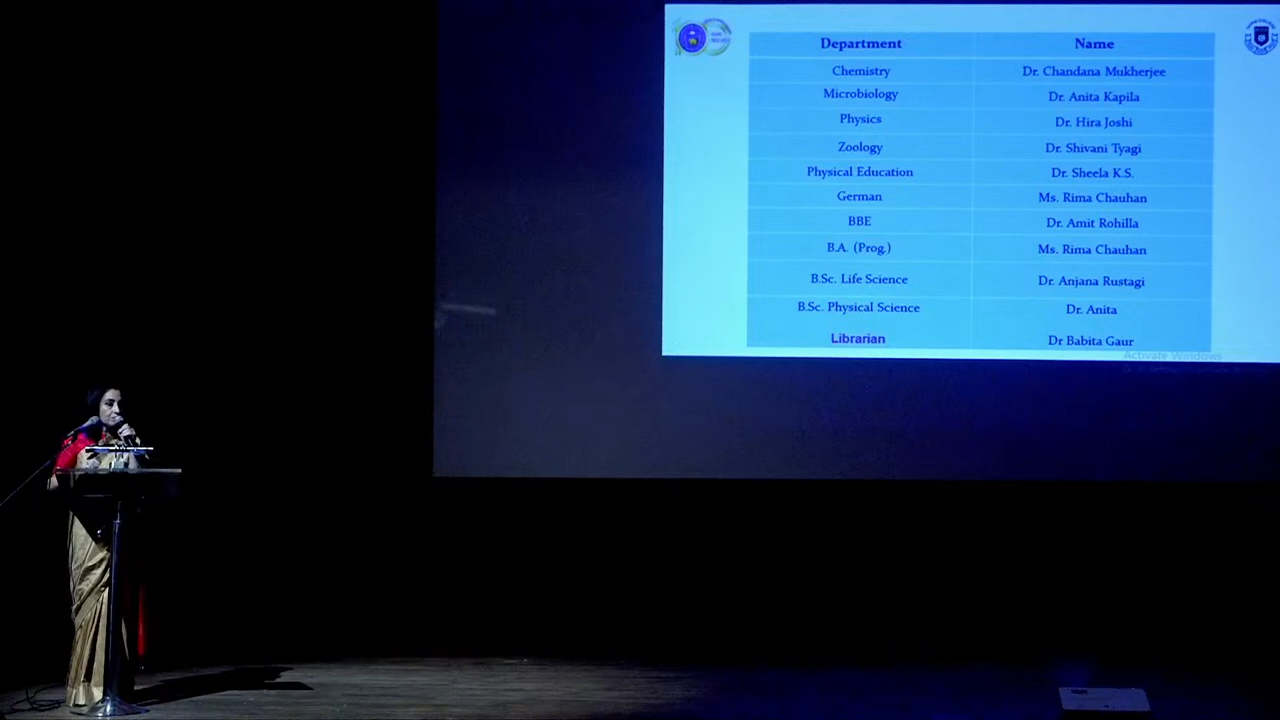 Department Name
Chemistry Dr. Chandana Mukherjee
Microbiology Dr. Anita Kapila
Physics Dr. Hira Joshi
Zoology Dr. Shivani Tyagi
Physical Education Dr. Sheela K.S.
German Ms. Rima Chauhan
BBE Dr. Amit Rohilla
B.A. (Prog.) Ms. Rima Chauhan
B.Sc. Life Science Dr. Anjana Rustagi
B.Sc. Physical Science Dr. Anita
Librarian Dr Babita Gaur
Activate Windows